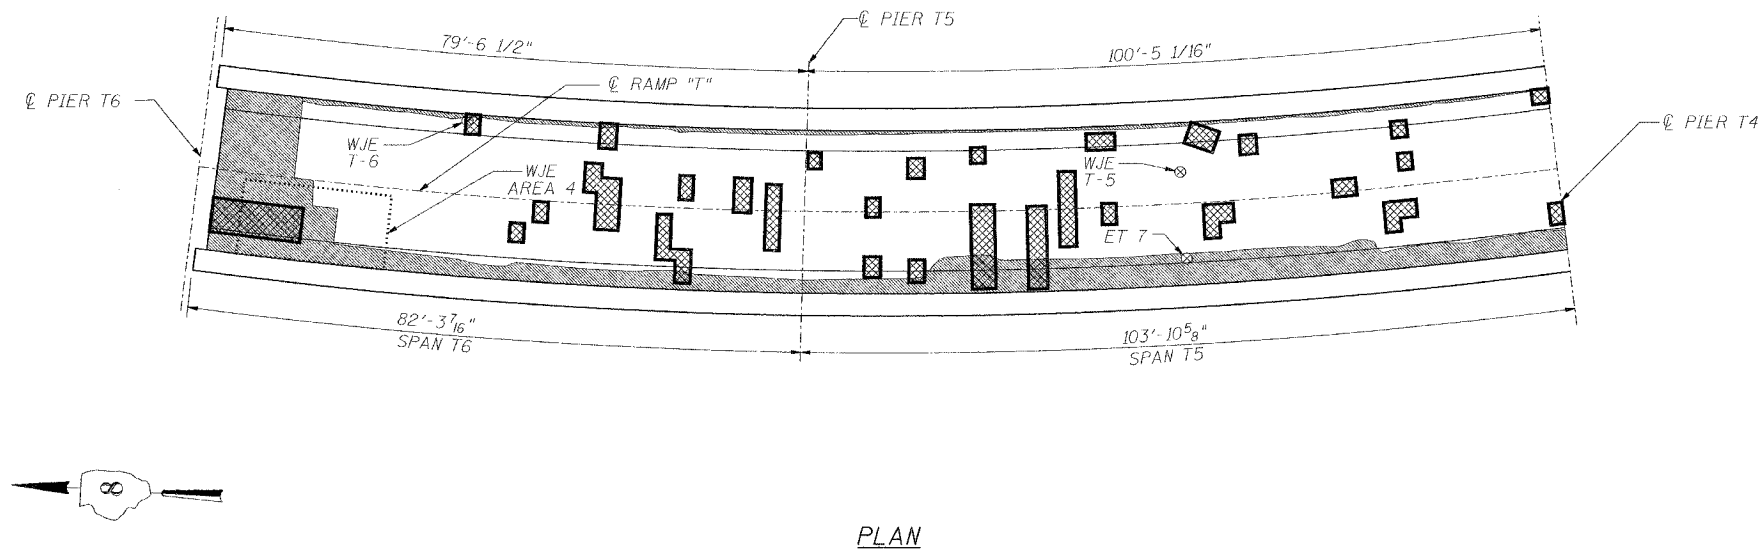 ℄ PIER T5
79'-6 1/2"
100'-5 1/16"
℄ RAMP "T"
℄ PIER T6
℄ PIER T4
WJE
T-6
WJE
AREA 4
WJE
T-5
ET 7
82'-3 7/16"
SPAN T6
103'-10 5/8"
SPAN T5
PLAN